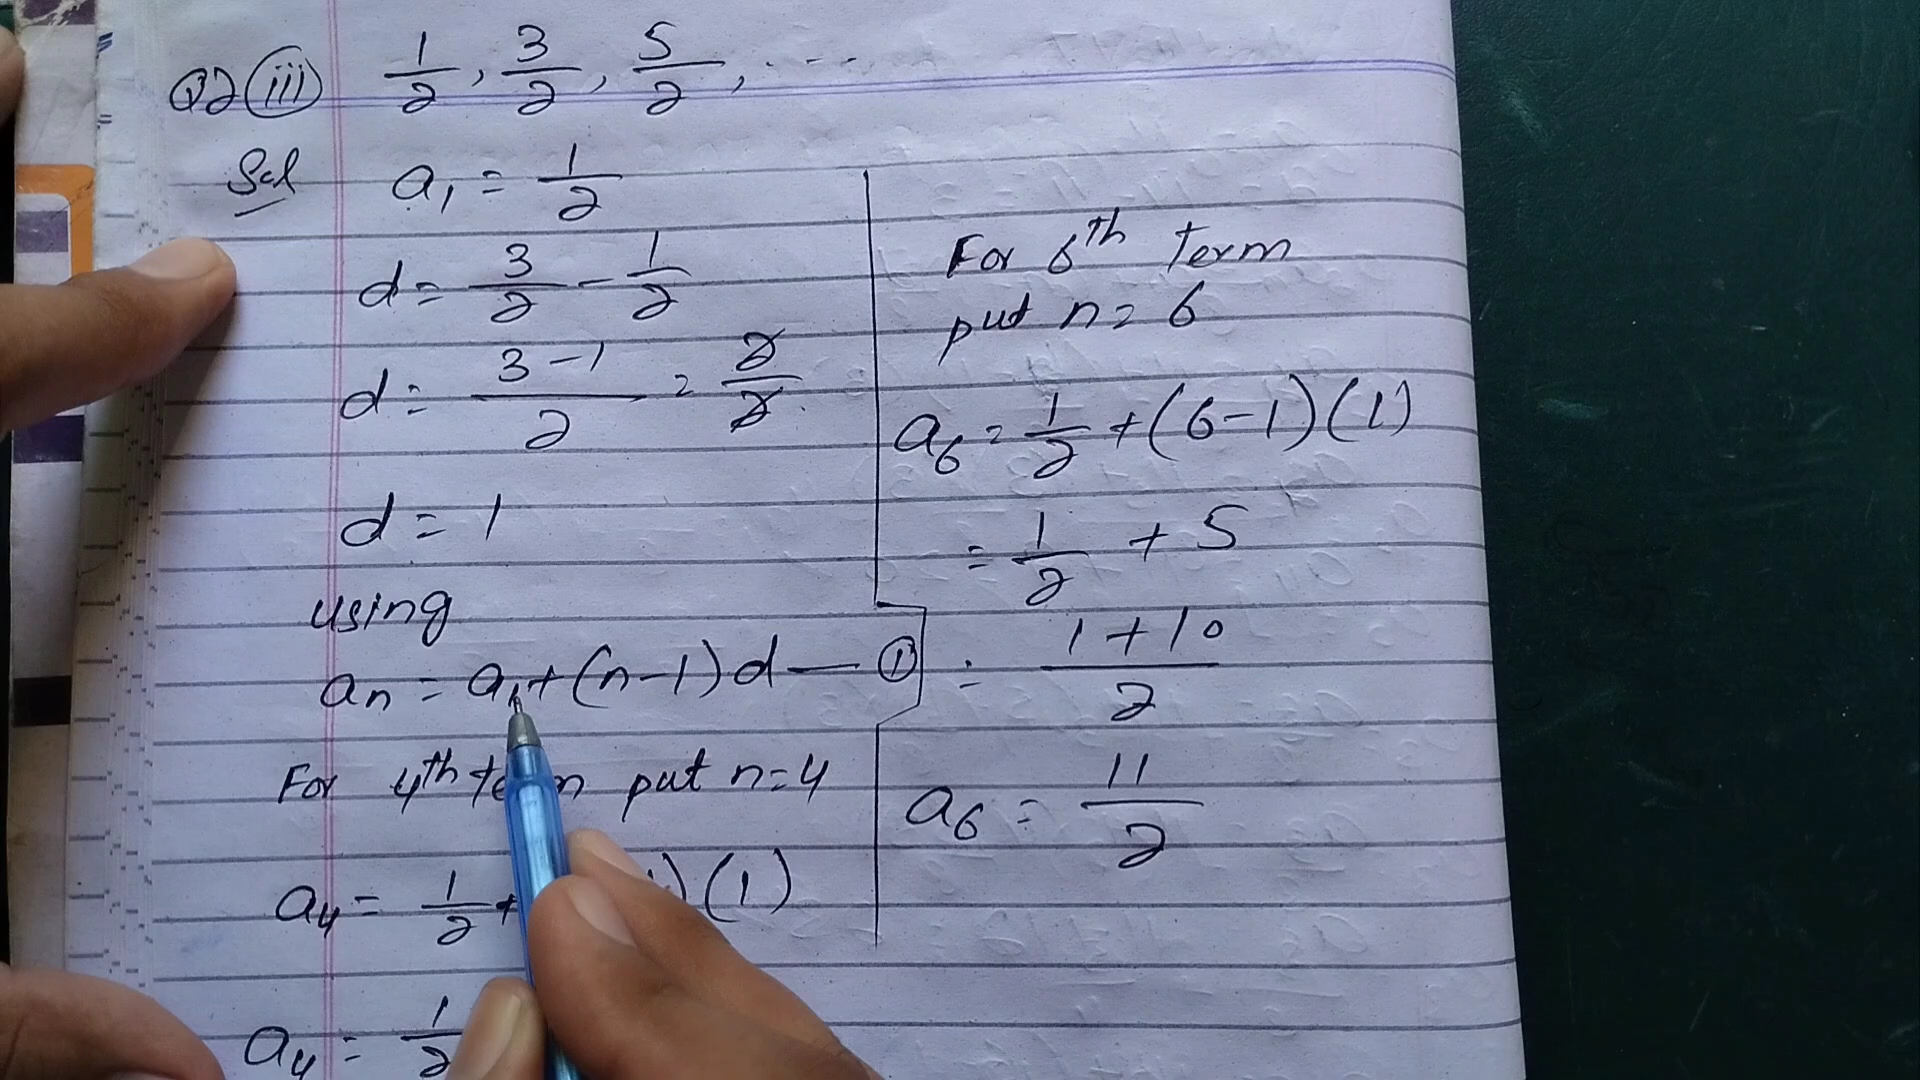 Q2 (iii) 1/2, 3/2, 5/2, ....
Sol a₁ = 1/2
d = 3/2 - 1/2
d = (3-1)/2 = 2/2
d = 1
using
an = a₁ + (n-1)d — ①
For 4th put n=4
a₄ = 1/2 + )(1)
a₄ = 1/2
For 6th Term
put n = 6
a₆ = 1/2 + (6-1)(1)
= 1/2 + 5
= (1+10)/2
a₆ = 11/2